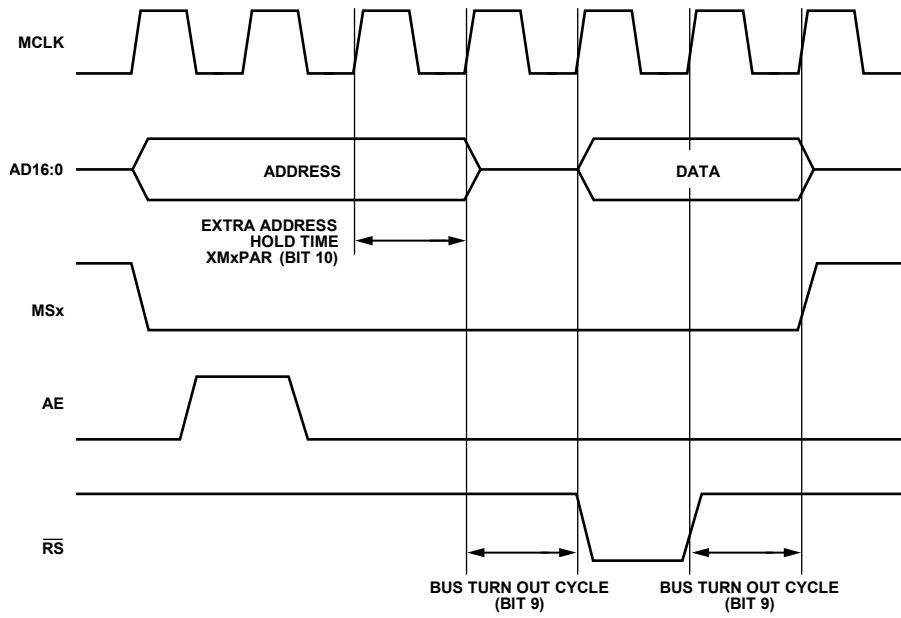 MCLK
AD16:0
ADDRESS
DATA
EXTRA ADDRESS
HOLD TIME
XMxPAR (BIT 10)
MSx
AE
RS
BUS TURN OUT CYCLE
(BIT 9)
BUS TURN OUT CYCLE
(BIT 9)